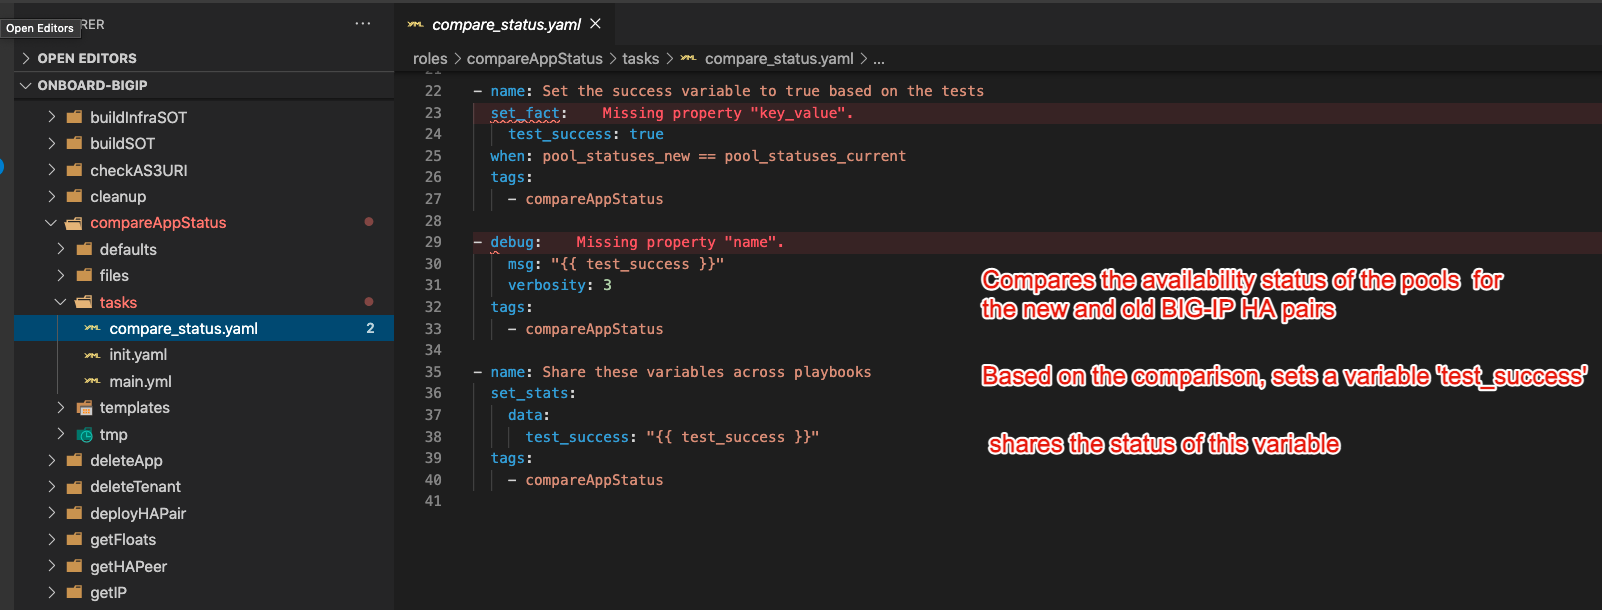 Open Editors
RER
...
OPEN EDITORS
ONBOARD-BIGIP
buildInfraSOT
buildSOT
checkAS3URI
cleanup
compareAppStatus
defaults
files
tasks
compare_status.yaml 2
init.yaml
main.yml
templates
tmp
deleteApp
deleteTenant
deployHAPair
getFloats
getHAPeer
getIP
compare_status.yaml
roles > compareAppStatus > tasks > compare_status.yaml > ...
21
22 - name: Set the success variable to true based on the tests
23 set_fact: Missing property "key_value".
24 test_success: true
25 when: pool_statuses_new == pool_statuses_current
26 tags:
27 - compareAppStatus
28
29 - debug: Missing property "name".
30 msg: "{{ test_success }}"
31 verbosity: 3
32 tags:
33 - compareAppStatus
34
35 - name: Share these variables across playbooks
36 set_stats:
37 data:
38 test_success: "{{ test_success }}"
39 tags:
40 - compareAppStatus
41
Compares the availability status of the pools for
the new and old BIG-IP HA pairs
Based on the comparison, sets a variable 'test_success'
shares the status of this variable